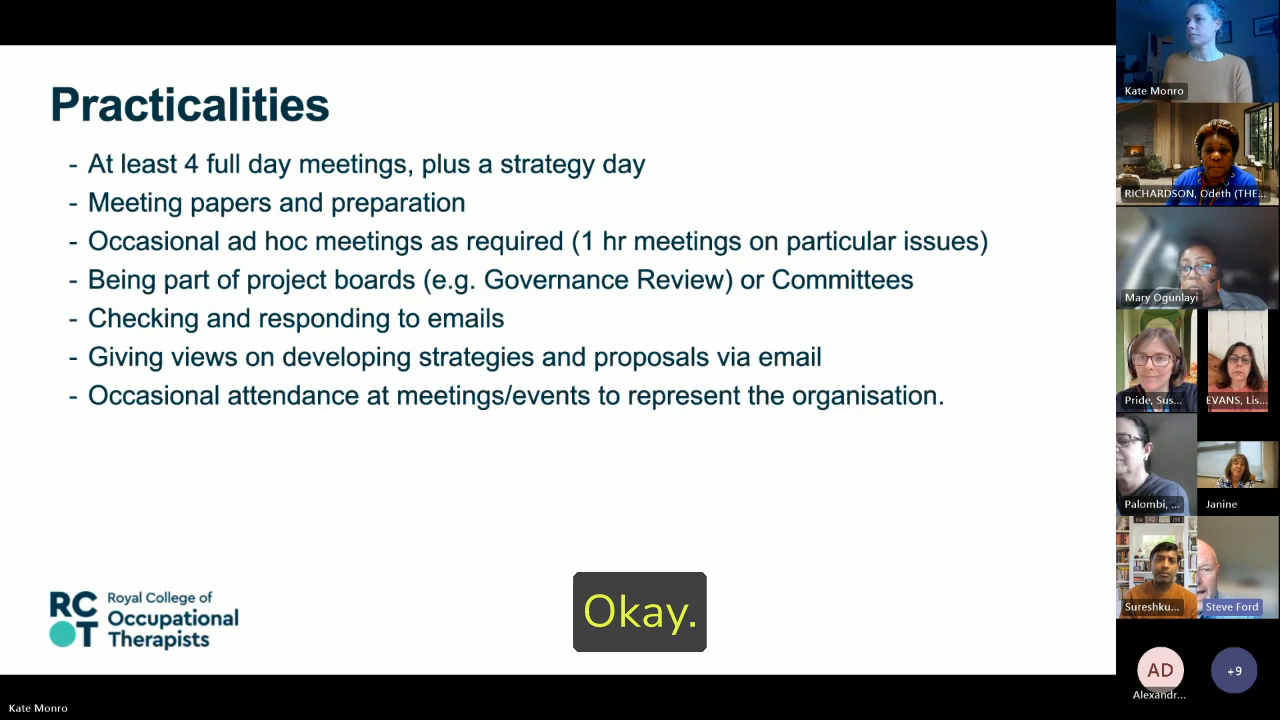 Practicalities
- At least 4 full day meetings, plus a strategy day
- Meeting papers and preparation
- Occasional ad hoc meetings as required (1 hr meetings on particular issues)
- Being part of project boards (e.g. Governance Review) or Committees
- Checking and responding to emails
- Giving views on developing strategies and proposals via email
- Occasional attendance at meetings/events to represent the organisation.
RC
OT
Royal College of
Occupational
Therapists
Okay.
Kate Monro
Kate Monro
RICHARDSON, Odeth (THE...
Mary Ogunlayi
Pride, Sus...
EVANS, Lis...
Palombi, ...
Janine
Sureshku...
Steve Ford
AD
Alexandr...
+9